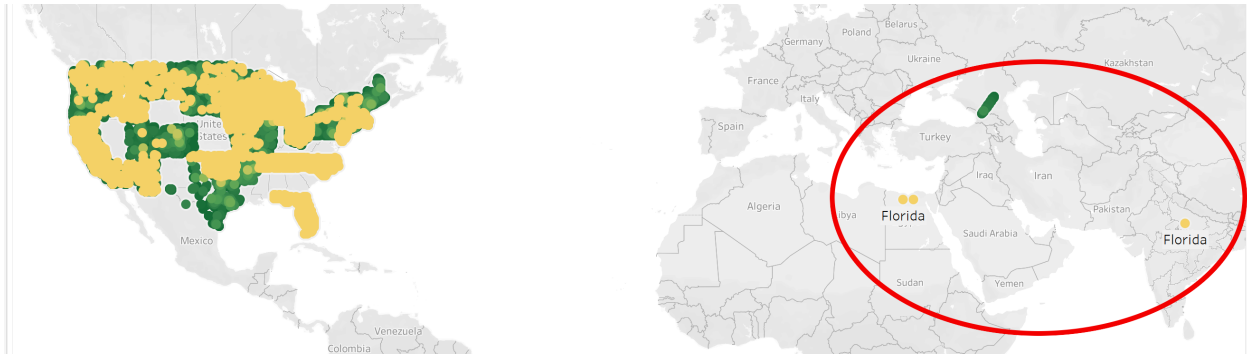 United
States
Mexico
Venezuela
Colombia
Belarus
Poland
Germany
Ukraine
Kazakhstan
France
Italy
Spain
Turkey
Iraq
Iran
Algeria
Pakistan
ibya
Florida
Saudi Arabia
Florida
Sudan
Yemen